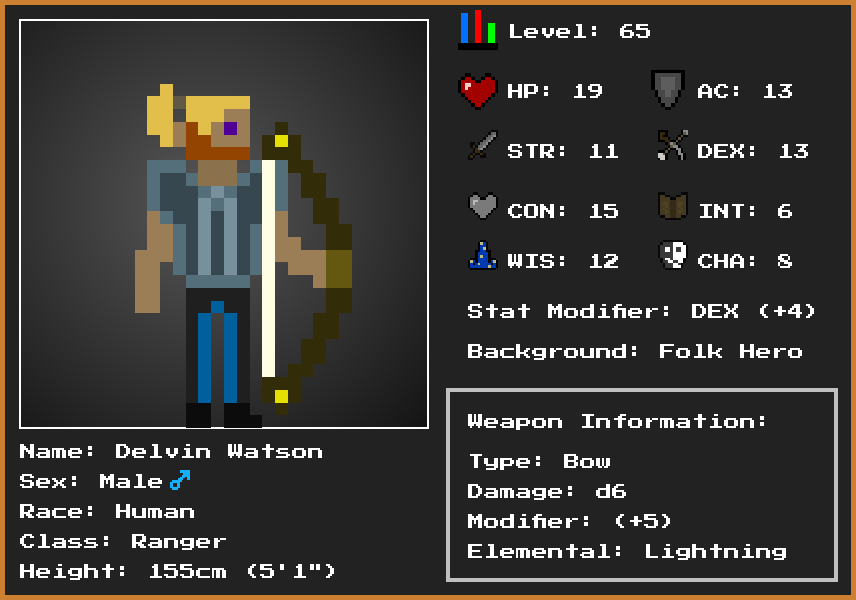 Level: 65
HP: 19
AC: 13
STR: 11
DEX: 13
CON: 15
INT: 6
WIS: 12
CHA: 8
Stat Modifier: DEX (+4)
Background: Folk Hero
Weapon Information:
Type: Bow
Damage: d6
Modifier: (+5)
Elemental: Lightning
Name: Delvin Watson
Sex: Male♂
Race: Human
Class: Ranger
Height: 155cm (5'1")